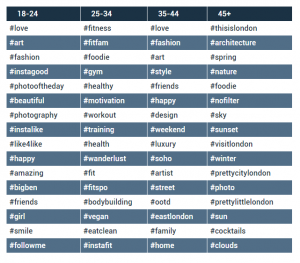 18-24 25-34 35-44 45+
#love #fitness #love #thisislondon
#art #fitfam #fashion #architecture
#fashion #foodie #art #spring
#instagood #gym #style #nature
#photooftheday #healthy #friends #foodie
#beautiful #motivation #happy #nofilter
#photography #workout #design #sky
#instalike #training #weekend #sunset
#like4like #health #luxury #visitlondon
#happy #wanderlust #soho #winter
#amazing #fit #artist #prettycitylondon
#bigben #fitspo #street #photo
#friends #bodybuilding #ootd #prettylittlelondon
#girl #vegan #eastlondon #sun
#smile #eatclean #family #cocktails
#followme #instafit #home #clouds